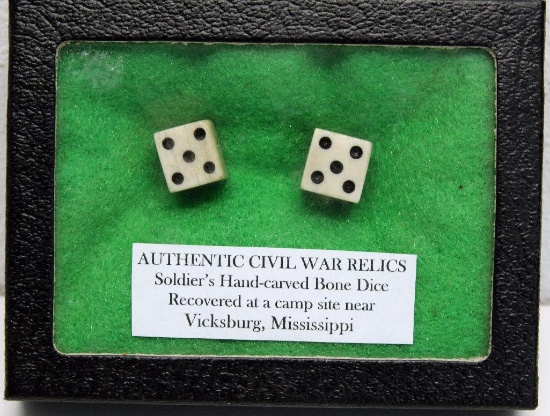 AUTHENTIC CIVIL WAR RELICS
Soldier's Hand-carved Bone Dice
Recovered at a camp site near
Vicksburg, Mississippi